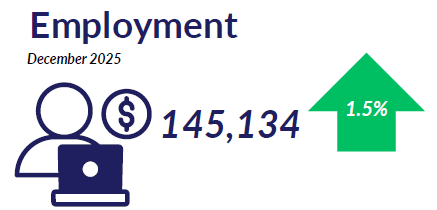 Employment
December 2025
$
145,134
1.5%